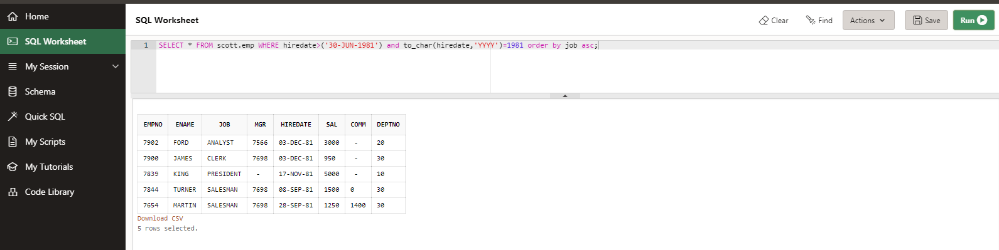 Home
SQL Worksheet
My Session
Schema
Quick SQL
My Scripts
My Tutorials
Code Library
SQL Worksheet
Clear
Find
Actions
Save
Run
1 SELECT * FROM scott.emp WHERE hiredate>('30-JUN-1981') and to_char(hiredate,'YYYY')=1981 order by job asc;
EMPNO ENAME JOB MGR HIREDATE SAL COMM DEPTNO
7902 FORD ANALYST 7566 03-DEC-81 3000 - 20
7900 JAMES CLERK 7698 03-DEC-81 950 - 30
7839 KING PRESIDENT - 17-NOV-81 5000 - 10
7844 TURNER SALESMAN 7698 08-SEP-81 1500 0 30
7654 MARTIN SALESMAN 7698 28-SEP-81 1250 1400 30
Download CSV
5 rows selected.